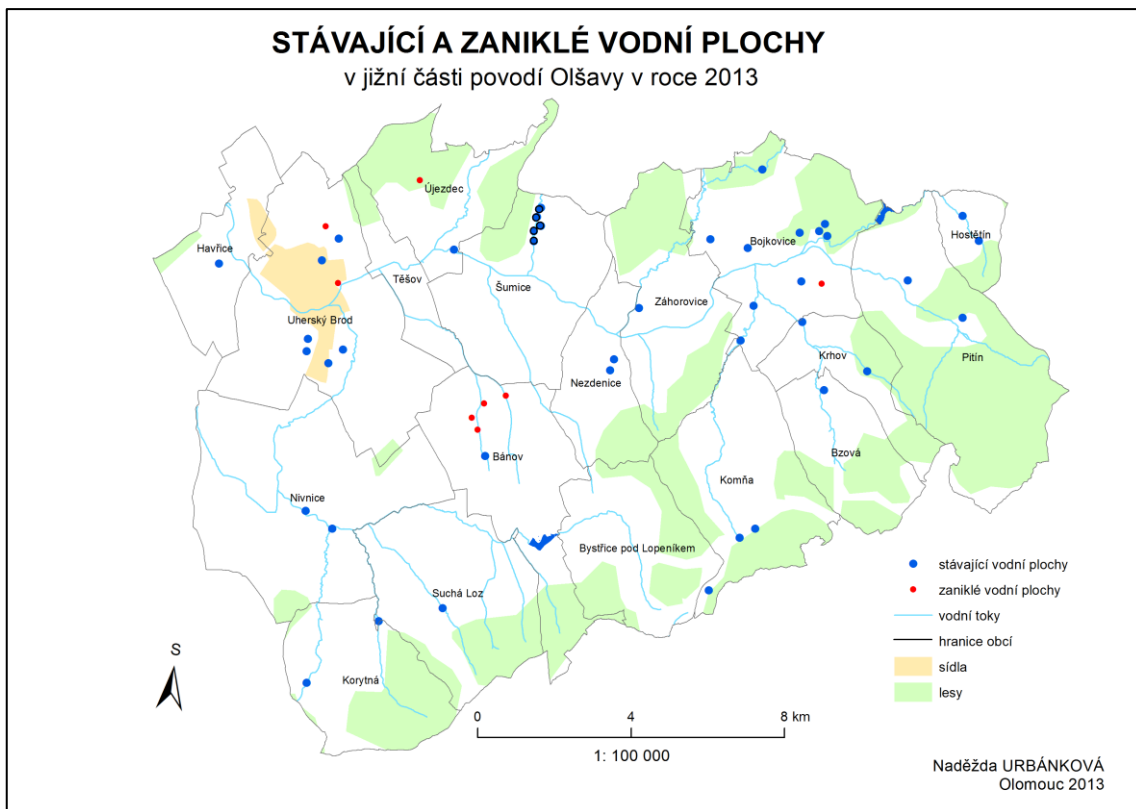 STÁVAJÍCÍ A ZANIKLÉ VODNÍ PLOCHY
v jižní části povodí Olšavy v roce 2013
Újezdec
Havřice
Těšov
Šumice
Bojkovice
Hostětín
Záhorovice
Uherský Brod
Nezdenice
Krhov
Pitín
Bánov
Bzová
Komňa
Nivnice
Bystřice pod Lopeníkem
Suchá Loz
Korytná
stávající vodní plochy
zaniklé vodní plochy
vodní toky
hranice obcí
sídla
lesy
S
0 4 8 km
1: 100 000
Naděžda URBÁNKOVÁ
Olomouc 2013